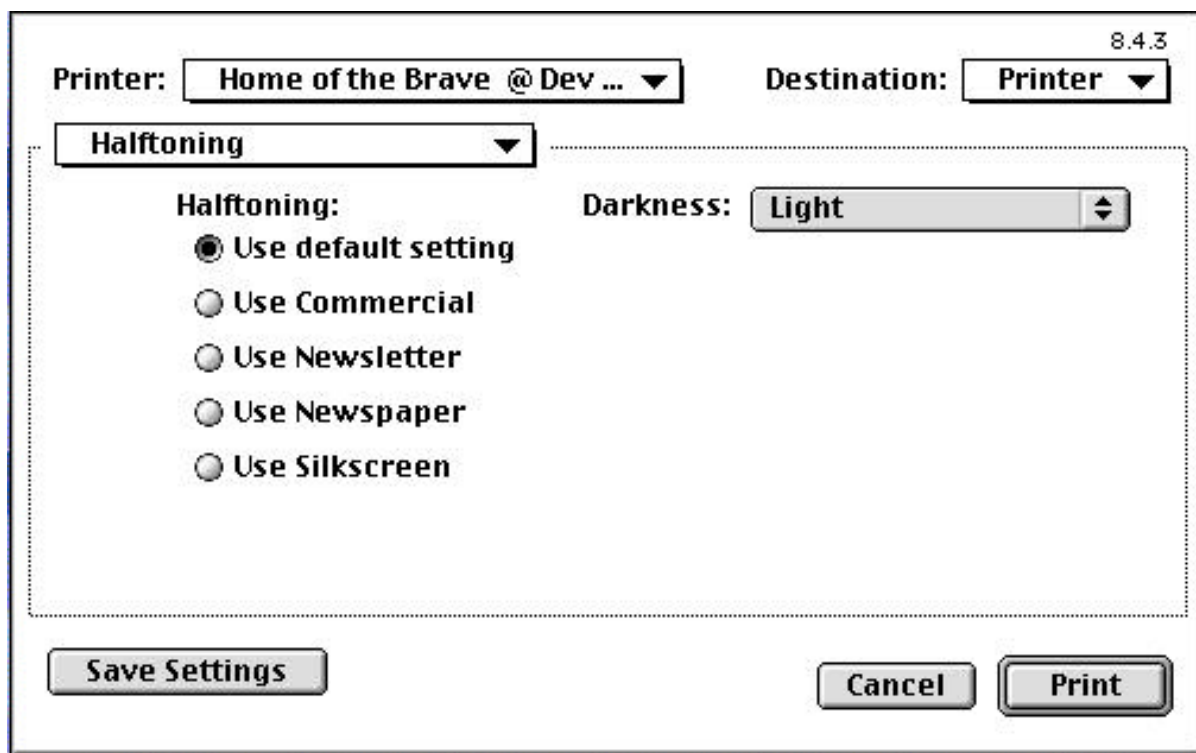 8.4.3
Printer: Home of the Brave @ Dev ... Destination: Printer
Halftoning
Halftoning: Darkness: Light
Use default setting
Use Commercial
Use Newsletter
Use Newspaper
Use Silkscreen
Save Settings Cancel Print